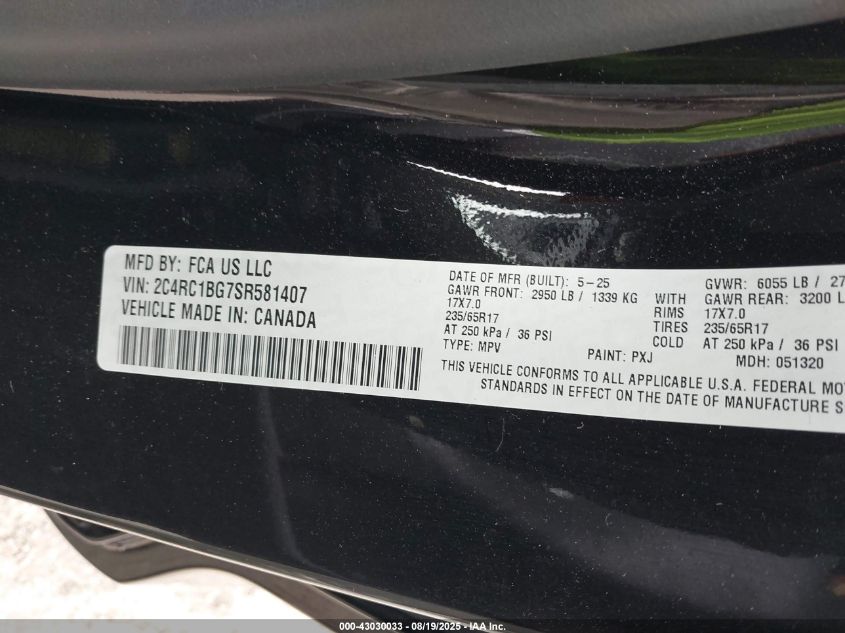 MFD BY: FCA US LLC
VIN: 2C4RC1BG7SR581407
VEHICLE MADE IN: CANADA
DATE OF MFR (BUILT): 5-25
GVWR: 6055 LB / 27
GAWR FRONT: 2950 LB / 1339 KG WITH GAWR REAR: 3200 L
17X7.0 RIMS 17X7.0
235/65R17 TIRES 235/65R17
AT 250 kPa / 36 PSI COLD AT 250 kPa / 36 PSI
TYPE: MPV PAINT: PXJ MDH: 051320
THIS VEHICLE CONFORMS TO ALL APPLICABLE U.S.A. FEDERAL MO
STANDARDS IN EFFECT ON THE DATE OF MANUFACTURE S
000-43030033 - 08/19/2025 - IAA Inc.